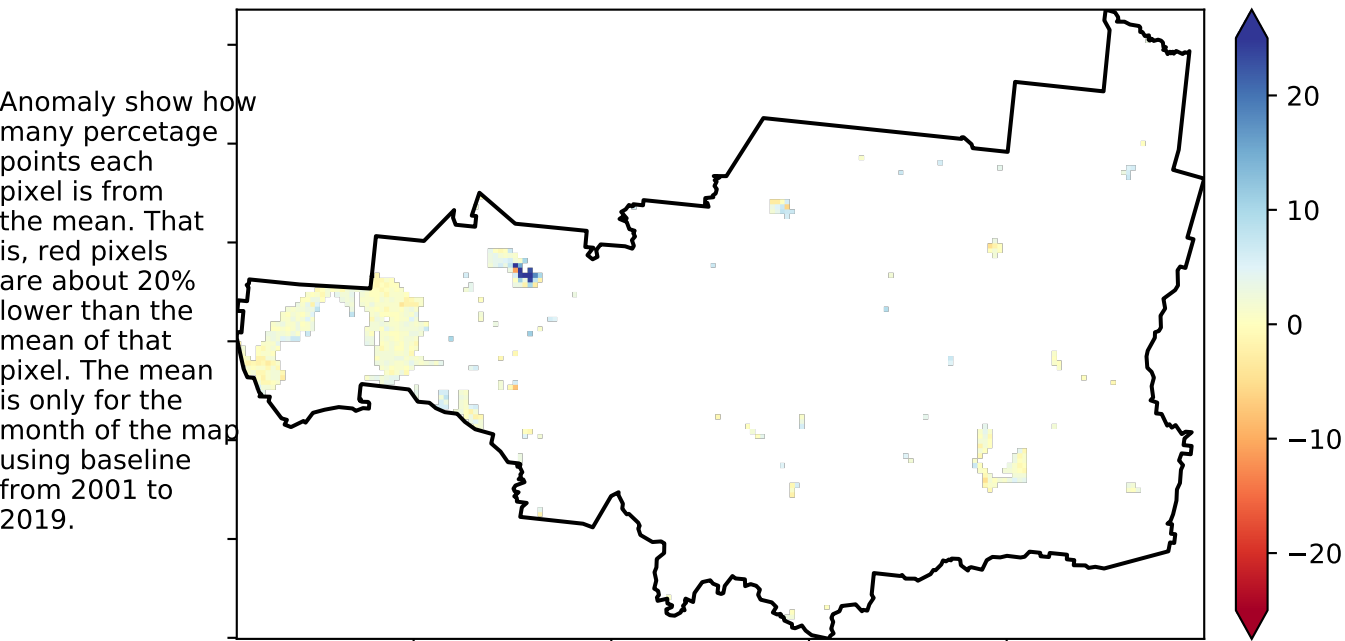 Anomaly show how
many percetage
points each
pixel is from
the mean. That
is, red pixels
are about 20%
lower than the
mean of that
pixel. The mean
is only for the
month of the map
using baseline
from 2001 to
2019.
20
10
0
−10
−20